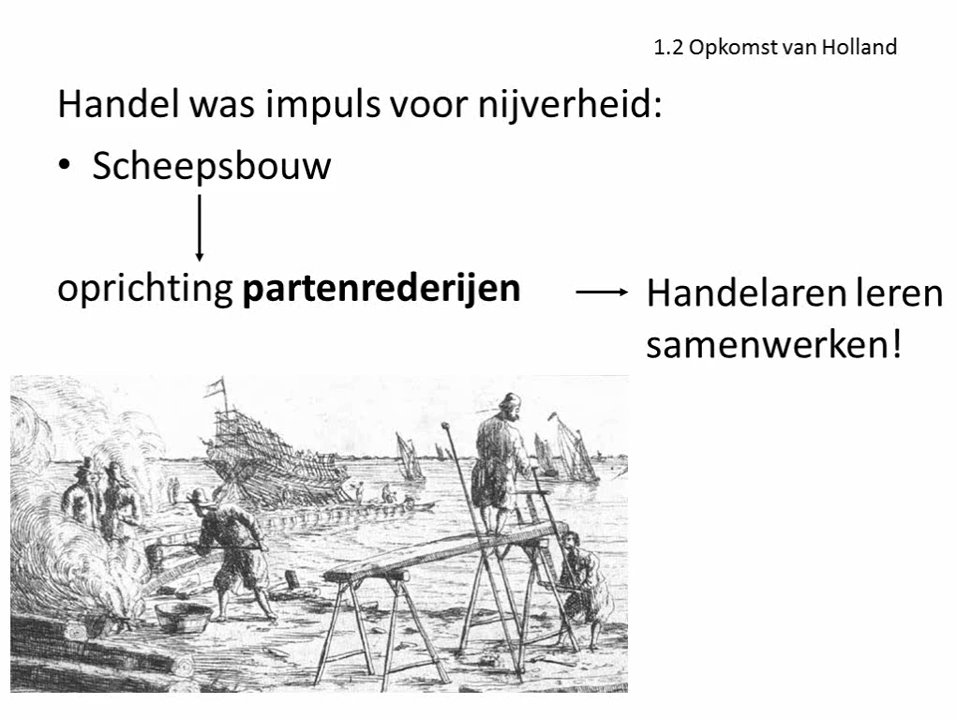 1.2 Opkomst van Holland
Handel was impuls voor nijverheid:
• Scheepsbouw
oprichting partenrederijen
Handelaren leren
samenwerken!